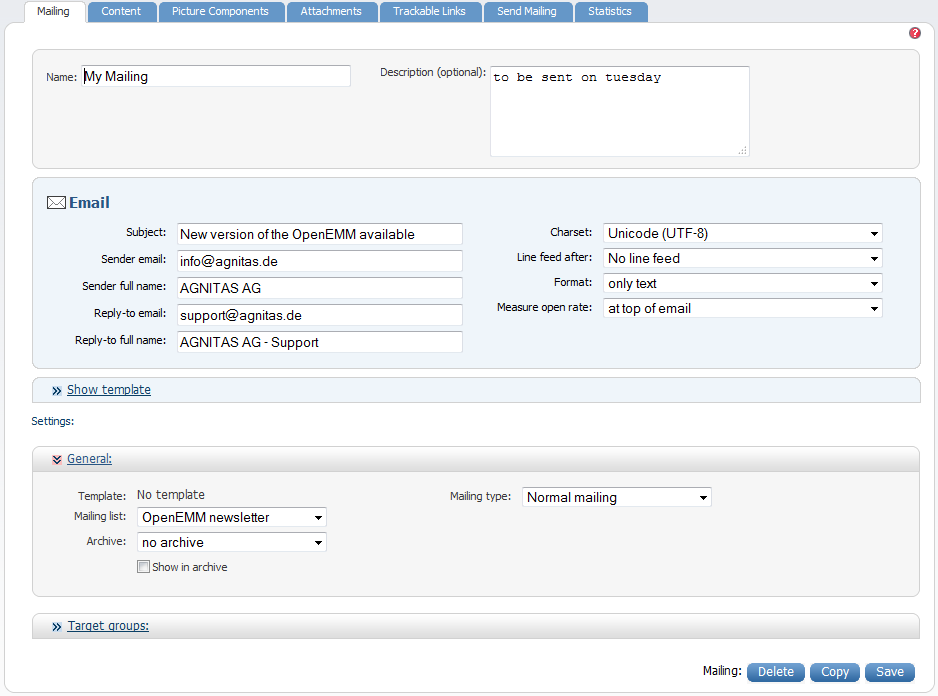 Mailing Content Picture Components Attachments Trackable Links Send Mailing Statistics
?
Name: My Mailing Description (optional): to be sent on tuesday
Email
Subject: New version of the OpenEMM available Charset: Unicode (UTF-8)
Sender email: info@agnitas.de Line feed after: No line feed
Sender full name: AGNITAS AG Format: only text
Reply-to email: support@agnitas.de Measure open rate: at top of email
Reply-to full name: AGNITAS AG - Support
Show template
Settings:
General:
Template: No template Mailing type: Normal mailing
Mailing list: OpenEMM newsletter
Archive: no archive
Show in archive
Target groups:
Mailing: Delete Copy Save